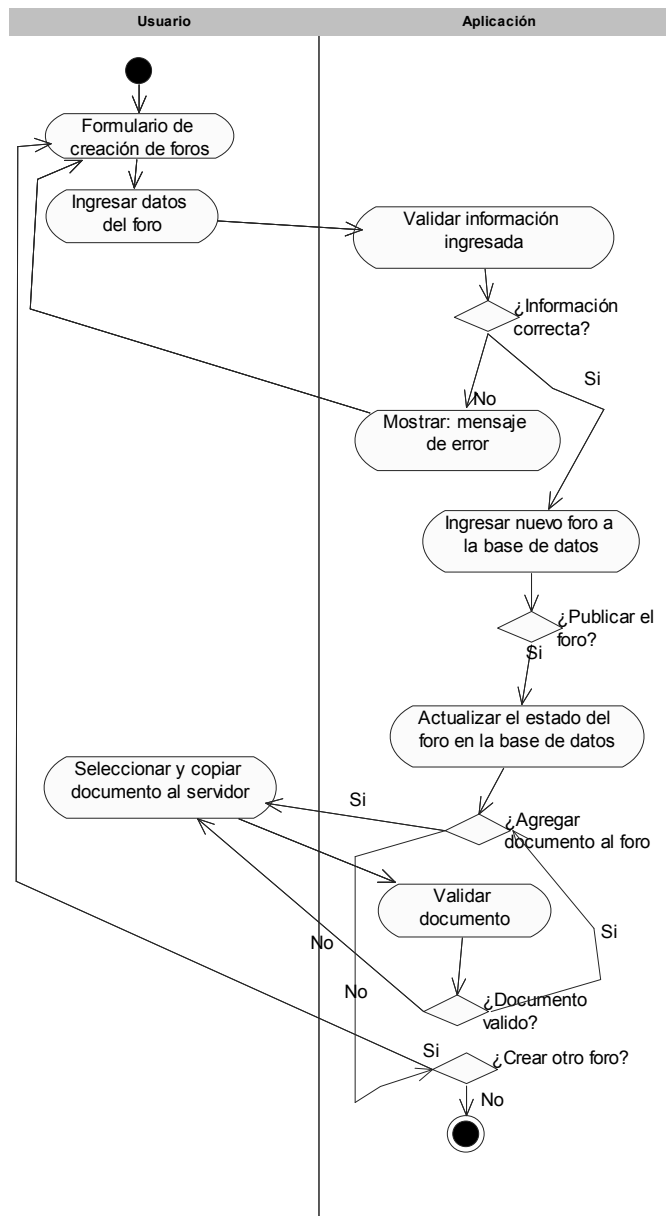 Usuario
Aplicación
Formulario de
creación de foros
Ingresar datos
del foro
Validar información
ingresada
¿Información
correcta?
Si
No
Mostrar: mensaje
de error
Ingresar nuevo foro a
la base de datos
¿Publicar el
foro?
Si
Actualizar el estado del
foro en la base de datos
Seleccionar y copiar
documento al servidor
Si
¿Agregar
documento al foro
Validar
documento
Si
No
No
¿Documento
valido?
Si
¿Crear otro foro?
No